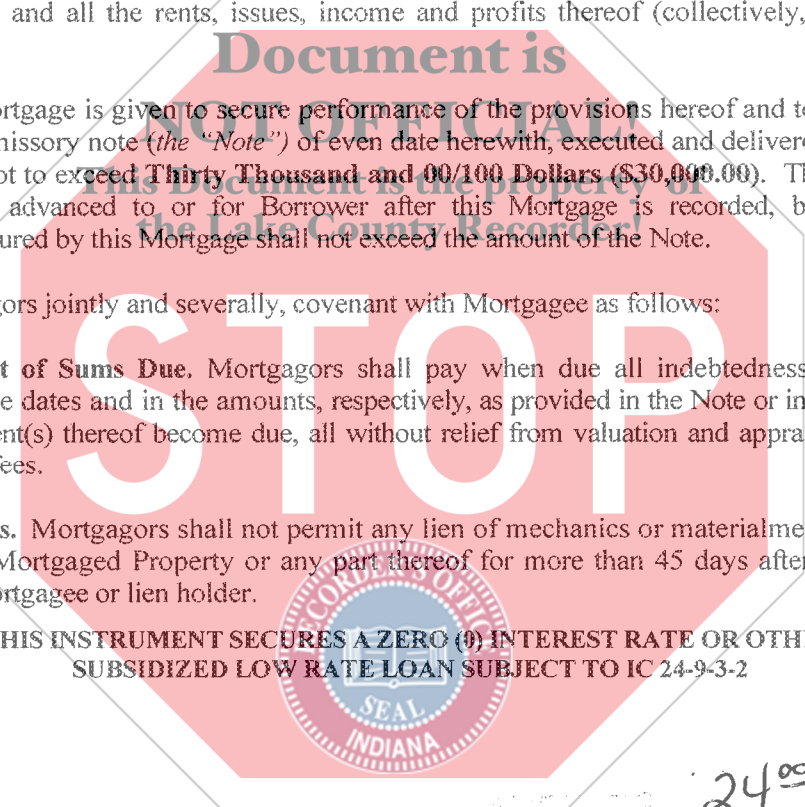 and all the rents, issues, income and profits thereof (collectively,
Document is
ortgage is given to secure performance of the provisions hereof and to
NOT OFFICIAL!
missory note (the “Note”) of even date herewith, executed and delivere
ot to exceed Thirty Thousand and 00/100 Dollars ($30,000.00). Th
This Document is the property of
advanced to or for Borrower after this Mortgage is recorded, b
the Lake County Recorder!
ured by this Mortgage shall not exceed the amount of the Note.
gors jointly and severally, covenant with Mortgagee as follows:
STOP
t of Sums Due. Mortgagors shall pay when due all indebtedness
e dates and in the amounts, respectively, as provided in the Note or in
ent(s) thereof become due, all without relief from valuation and apprai
fees.
s. Mortgagors shall not permit any lien of mechanics or materialme
Mortgaged Property or any part thereof for more than 45 days after
ortgagee or lien holder.
RECORDER'S OFFICE
HIS INSTRUMENT SECURES A ZERO (0) INTEREST RATE OR OTH
SUBSIDIZED LOW RATE LOAN SUBJECT TO IC 24-9-3-2
SEAL
INDIANA
24 00